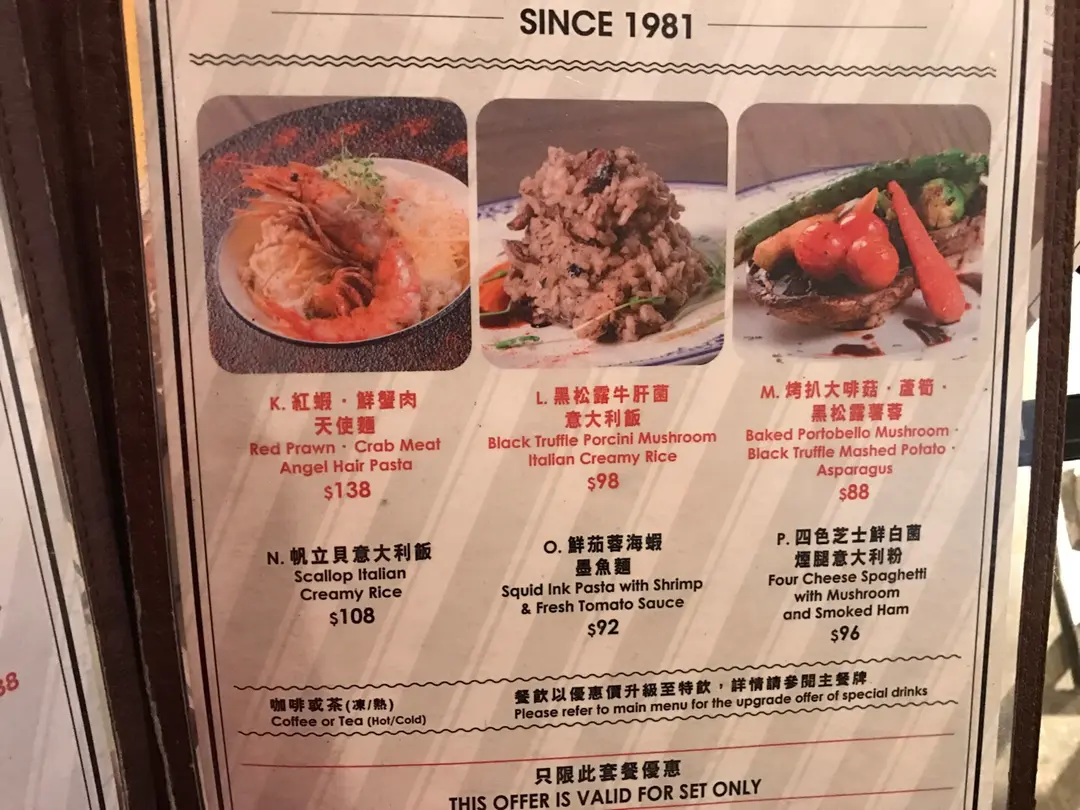 SINCE 1981
K. 紅蝦·鮮蟹肉
天使麵
Red Prawn · Crab Meat
Angel Hair Pasta
$138
L. 黑松露牛肝菌
意大利飯
Black Truffle Porcini Mushroom
Italian Creamy Rice
$98
M. 烤扒大啡菇·蘆筍·
黑松露薯蓉
Baked Portobello Mushroom ·
Black Truffle Mashed Potato ·
Asparagus
$88
N. 帆立貝意大利飯
Scallop Italian
Creamy Rice
$108
O. 鮮茄蓉海蝦
墨魚麵
Squid Ink Pasta with Shrimp
& Fresh Tomato Sauce
$92
P. 四色芝士鮮白菌
煙腿意大利粉
Four Cheese Spaghetti
with Mushroom
and Smoked Ham
$96
咖啡或茶(凍/熱)
Coffee or Tea (Hot/Cold)
餐飲以優惠價升級至特飲，詳情請參閱主餐牌
Please refer to main menu for the upgrade offer of special drinks
只限此套餐優惠
THIS OFFER IS VALID FOR SET ONLY